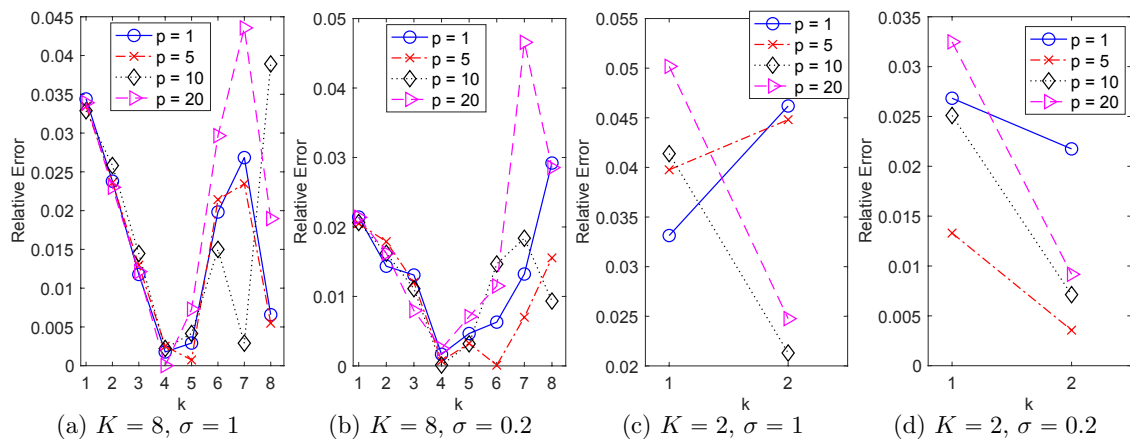 0.045
0.04
0.035
0.03
0.025
0.02
0.015
0.01
0.005
0
Relative Error
p = 1
p = 5
p = 10
p = 20
1 2 3 4 5 6 7 8
k
(a) K = 8, σ = 1
0.05
0.04
0.03
0.02
0.01
0
Relative Error
p = 1
p = 5
p = 10
p = 20
1 2 3 4 5 6 7 8
k
(b) K = 8, σ = 0.2
0.055
0.05
0.045
0.04
0.035
0.03
0.025
0.02
Relative Error
p = 1
p = 5
p = 10
p = 20
1 2
k
(c) K = 2, σ = 1
0.035
0.03
0.025
0.02
0.015
0.01
0.005
0
Relative Error
p = 1
p = 5
p = 10
p = 20
1 2
k
(d) K = 2, σ = 0.2